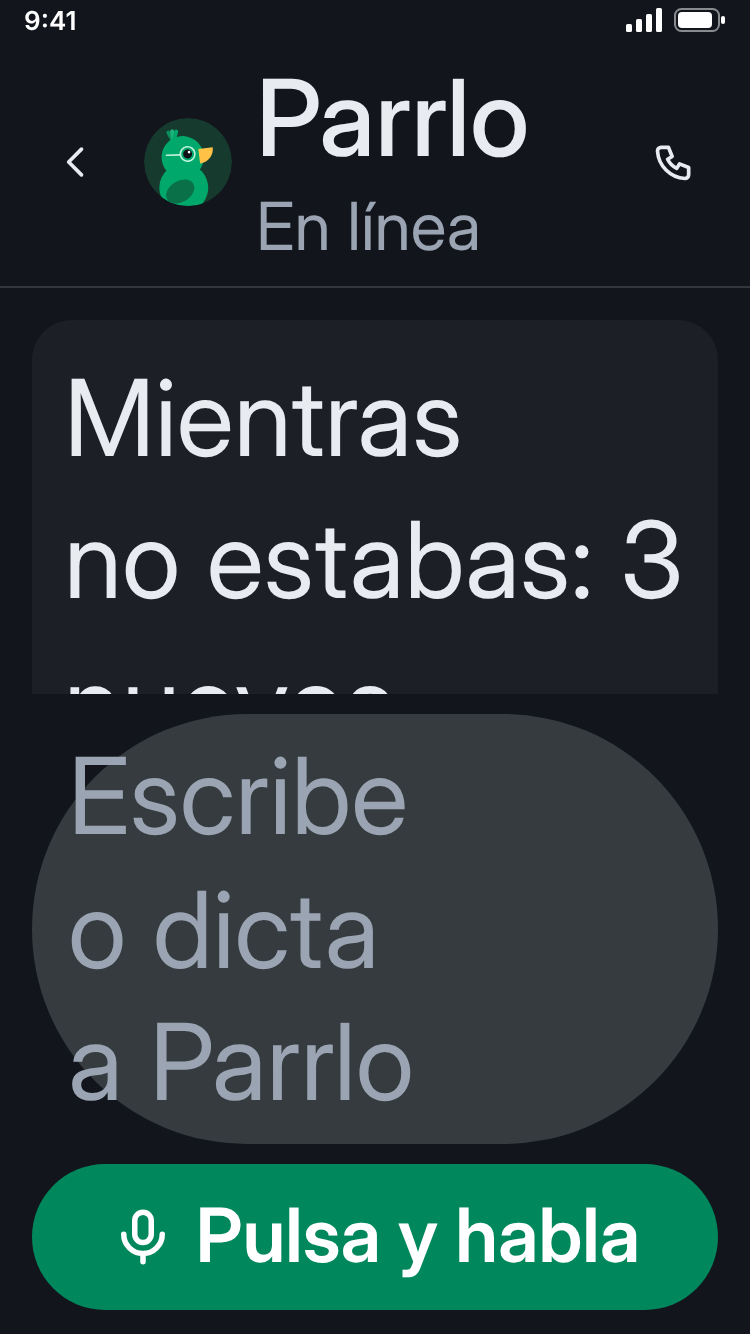 9:41
Parrlo
En línea
Mientras
no estabas: 3
Escribe
o dicta
a Parrlo
Pulsa y habla